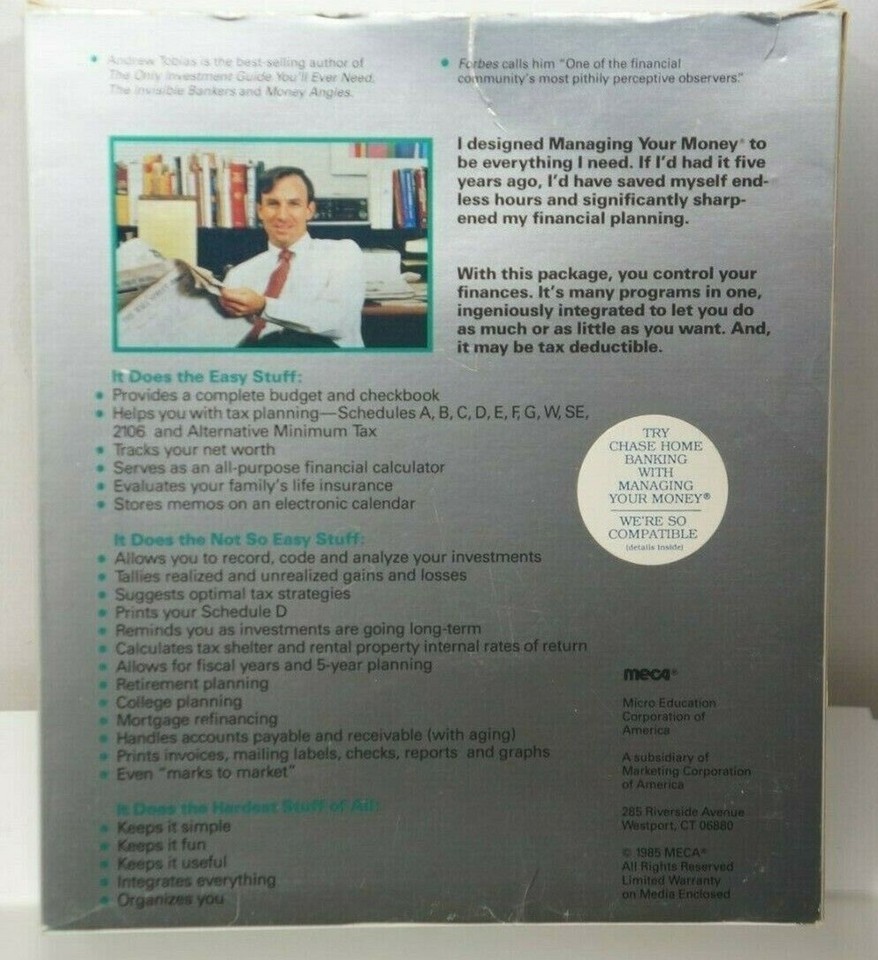 • Andrew Tobias is the best-selling author of
The Only Investment Guide You'll Ever Need,
The Invisible Bankers and Money Angles.
• Forbes calls him "One of the financial
community's most pithily perceptive observers."
I designed Managing Your Money® to
be everything I need. If I'd had it five
years ago, I'd have saved myself end-
less hours and significantly sharp-
ened my financial planning.
With this package, you control your
finances. It's many programs in one,
ingeniously integrated to let you do
as much or as little as you want. And,
it may be tax deductible.
THE WALL STREET
It Does the Easy Stuff:
• Provides a complete budget and checkbook
• Helps you with tax planning—Schedules A, B, C, D, E, F, G, W, SE,
2106 and Alternative Minimum Tax
• Tracks your net worth
• Serves as an all-purpose financial calculator
• Evaluates your family's life insurance
• Stores memos on an electronic calendar
TRY
CHASE HOME
BANKING
WITH
MANAGING
YOUR MONEY®
WE'RE SO
COMPATIBLE
(details inside)
It Does the Not So Easy Stuff:
• Allows you to record, code and analyze your investments
• Tallies realized and unrealized gains and losses
• Suggests optimal tax strategies
• Prints your Schedule D
• Reminds you as investments are going long-term
• Calculates tax shelter and rental property internal rates of return
• Allows for fiscal years and 5-year planning
• Retirement planning
• College planning
• Mortgage refinancing
• Handles accounts payable and receivable (with aging)
• Prints invoices, mailing labels, checks, reports and graphs
• Even "marks to market"
It Does the Hardest Stuff of All:
• Keeps it simple
• Keeps it fun
• Keeps it useful
• Integrates everything
• Organizes you
meca®
Micro Education
Corporation of
America
A subsidiary of
Marketing Corporation
of America
285 Riverside Avenue
Westport, CT 06880
© 1985 MECA®
All Rights Reserved
Limited Warranty
on Media Enclosed